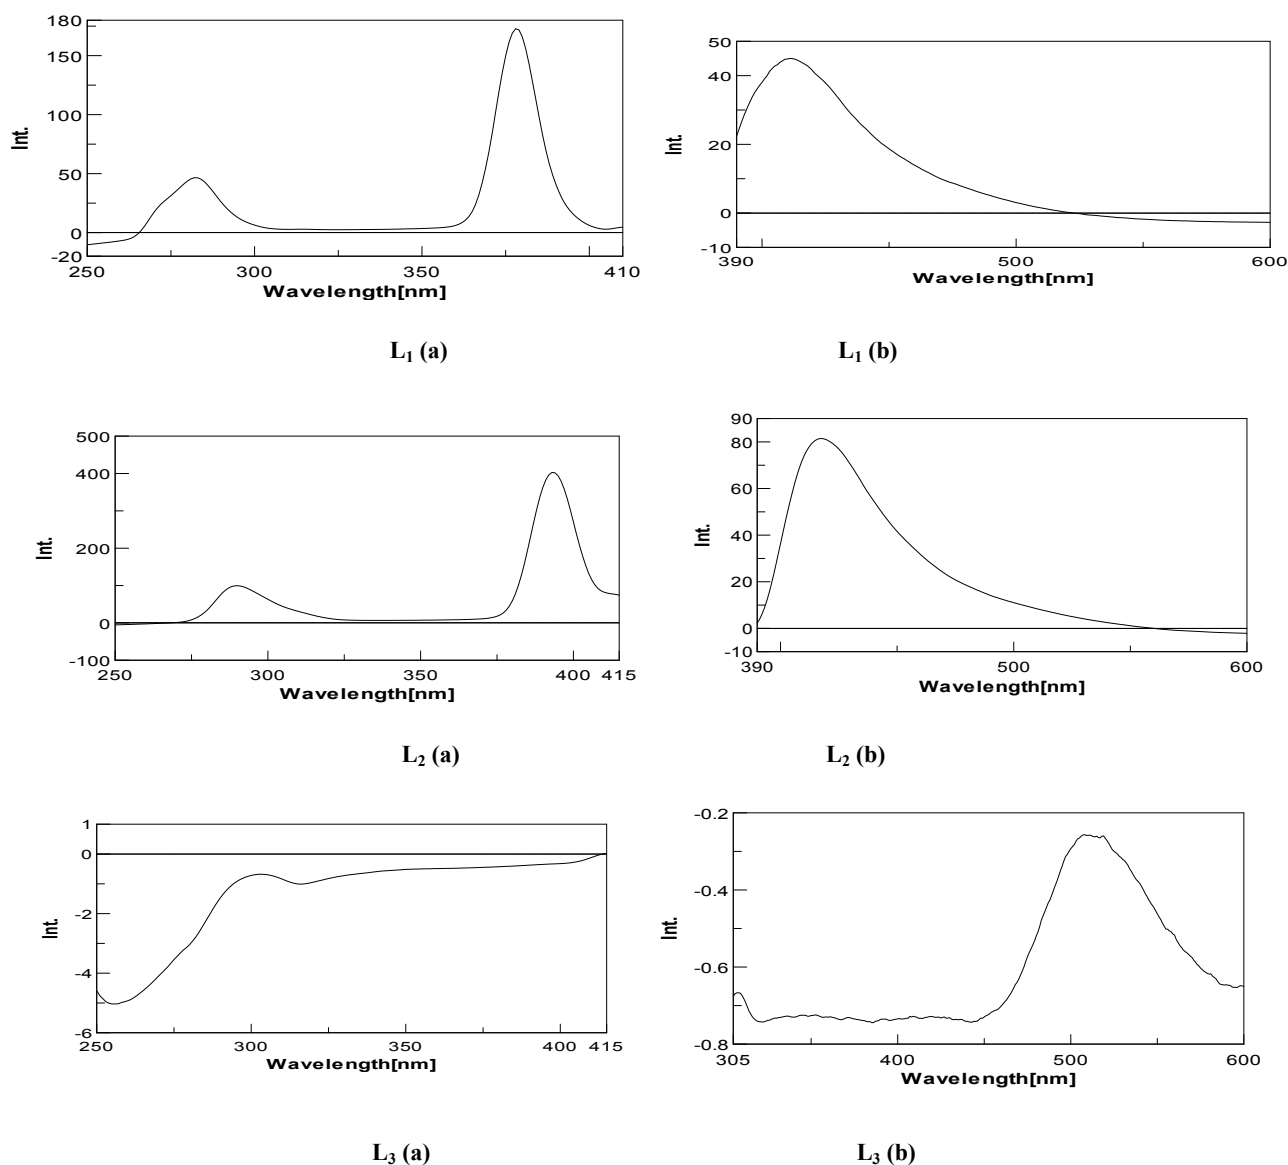 180
150
100
50
0
-20
Int.
250 300 350 410
Wavelength[nm]
L₁ (a)
50
40
20
0
-10
Int.
390 500 600
Wavelength[nm]
L₁ (b)
500
400
200
0
-100
Int.
250 300 350 400 415
Wavelength[nm]
L₂ (a)
90
80
60
40
20
0
-10
Int.
390 500 600
Wavelength[nm]
L₂ (b)
1
0
-2
-4
-6
Int.
250 300 350 400 415
Wavelength[nm]
L₃ (a)
-0.2
-0.4
-0.6
-0.8
Int.
305 400 500 600
Wavelength[nm]
L₃ (b)